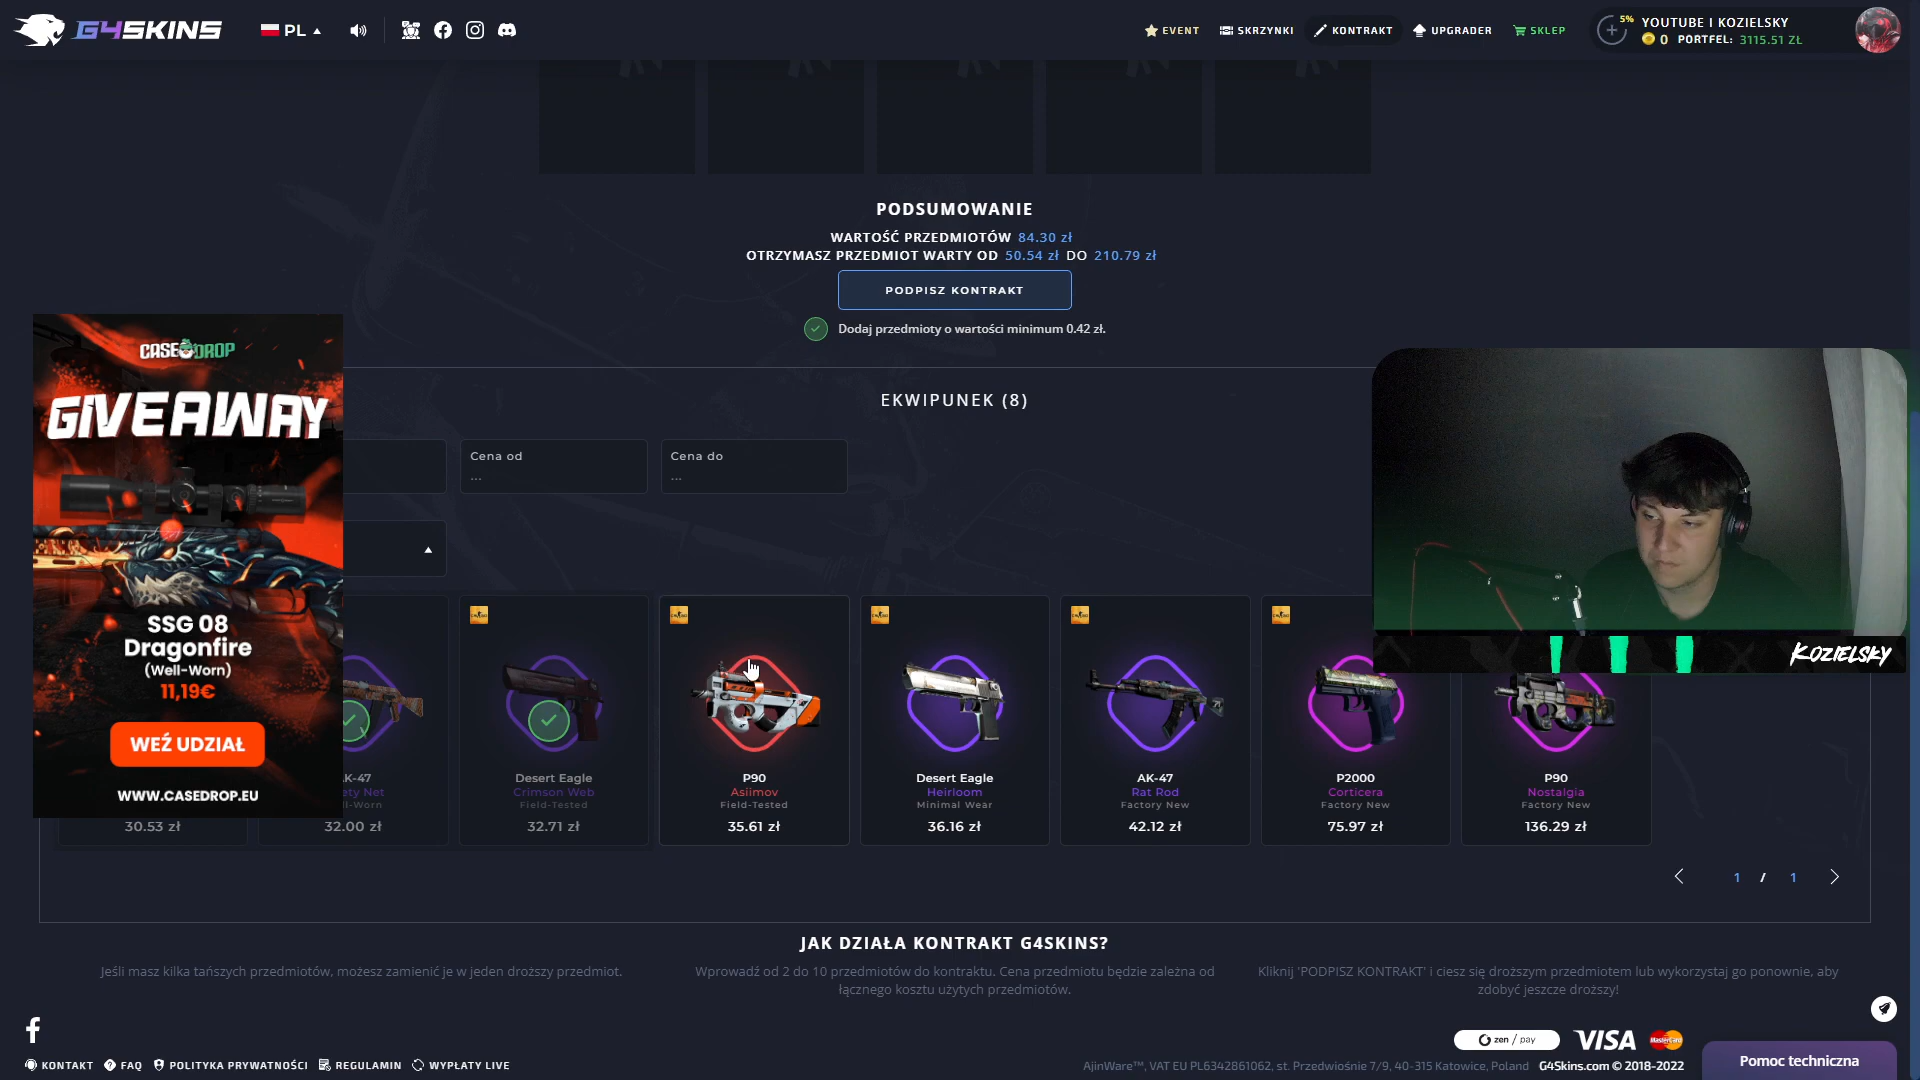 G4SKINS
PL
EVENT
SKRZYNKI
KONTRAKT
UPGRADER
SKLEP
5%
YOUTUBE I KOZIELSKY
0 PORTFEL: 3115.51 ZŁ
PODSUMOWANIE
WARTOŚĆ PRZEDMIOTÓW 84.30 zł
OTRZYMASZ PRZEDMIOT WARTY OD 50.54 zł DO 210.79 zł
PODPISZ KONTRAKT
Dodaj przedmioty o wartości minimum 0.42 zł.
EKWIPUNEK (8)
Cena od
...
Cena do
...
CASEDROP
GIVEAWAY
SSG 08
Dragonfire
(Well-Worn)
11,19€
WEŹ UDZIAŁ
WWW.CASEDROP.EU
KOZIELSKY
30.53 zł
K-47
ety Net
ll-Worn
32.00 zł
Desert Eagle
Crimson Web
Field-Tested
32.71 zł
P90
Asiimov
Field-Tested
35.61 zł
Desert Eagle
Heirloom
Minimal Wear
36.16 zł
AK-47
Rat Rod
Factory New
42.12 zł
P2000
Corticera
Factory New
75.97 zł
P90
Nostalgia
Factory New
136.29 zł
1 / 1
JAK DZIAŁA KONTRAKT G4SKINS?
Jeśli masz kilka tańszych przedmiotów, możesz zamienić je w jeden droższy przedmiot.
Wprowadź od 2 do 10 przedmiotów do kontraktu. Cena przedmiotu będzie zależna od
łącznego kosztu użytych przedmiotów.
Kliknij 'PODPISZ KONTRAKT' i ciesz się droższym przedmiotem lub wykorzystaj go ponownie, aby
zdobyć jeszcze droższy!
zen / pay
VISA
MasterCard
KONTAKT
FAQ
POLITYKA PRYWATNOŚCI
REGULAMIN
WYPŁATY LIVE
AjinWare™, VAT EU PL6342861062, st. Przedwiośnie 7/9, 40-315 Katowice, Poland
G4Skins.com © 2018-2022
Pomoc techniczna